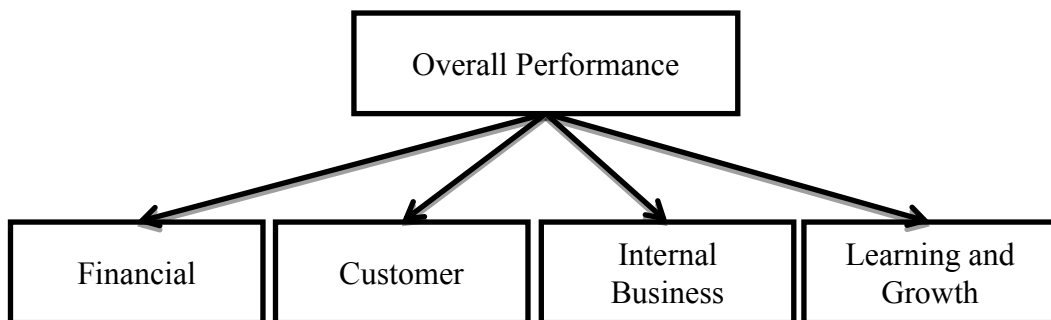 Overall Performance
Financial
Customer
Internal
Business
Learning and
Growth